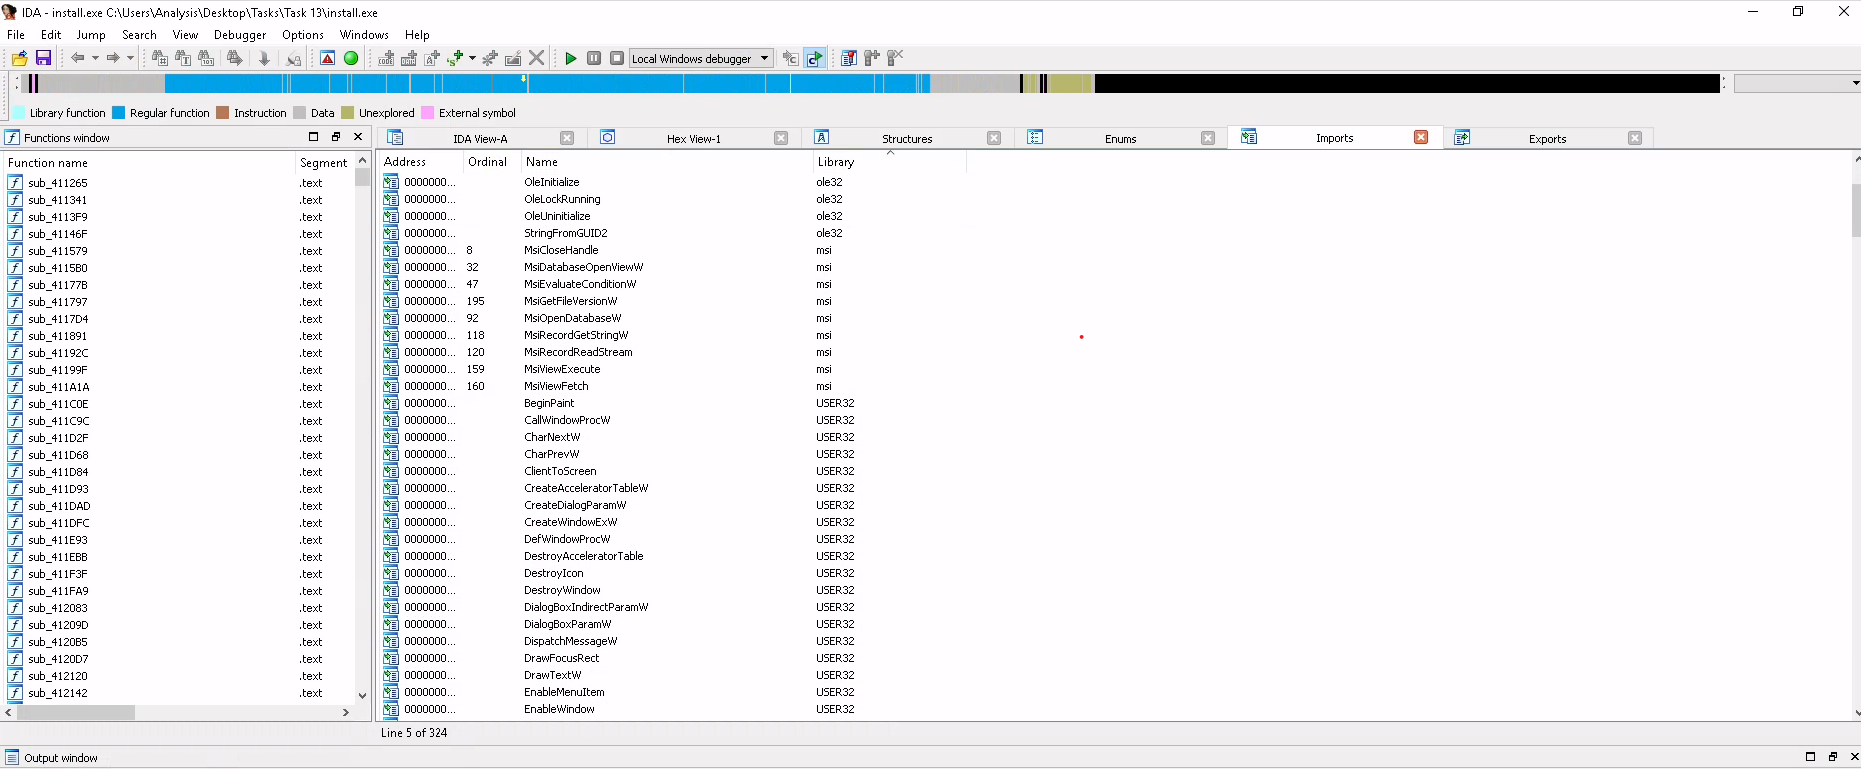 IDA - install.exe C:\Users\Analysis\Desktop\Tasks\Task 13\install.exe
File Edit Jump Search View Debugger Options Windows Help
Local Windows debugger
Library function Regular function Instruction Data Unexplored External symbol
Functions window
IDA View-A Hex View-1 Structures Enums Imports Exports
Function name Segment
Address Ordinal Name Library
sub_411265 .text
sub_411341 .text
sub_4113F9 .text
sub_41146F .text
sub_411579 .text
sub_4115B0 .text
sub_41177B .text
sub_411797 .text
sub_4117D4 .text
sub_411891 .text
sub_41192C .text
sub_41199F .text
sub_411A1A .text
sub_411C0E .text
sub_411C9C .text
sub_411D2F .text
sub_411D68 .text
sub_411D84 .text
sub_411D93 .text
sub_411DAD .text
sub_411DFC .text
sub_411E93 .text
sub_411EBB .text
sub_411F3F .text
sub_411FA9 .text
sub_412083 .text
sub_41209D .text
sub_4120B5 .text
sub_4120D7 .text
sub_412120 .text
sub_412142 .text
0000000... OleInitialize ole32
0000000... OleLockRunning ole32
0000000... OleUninitialize ole32
0000000... StringFromGUID2 ole32
0000000... 8 MsiCloseHandle msi
0000000... 32 MsiDatabaseOpenViewW msi
0000000... 47 MsiEvaluateConditionW msi
0000000... 195 MsiGetFileVersionW msi
0000000... 92 MsiOpenDatabaseW msi
0000000... 118 MsiRecordGetStringW msi
0000000... 120 MsiRecordReadStream msi
0000000... 159 MsiViewExecute msi
0000000... 160 MsiViewFetch msi
0000000... BeginPaint USER32
0000000... CallWindowProcW USER32
0000000... CharNextW USER32
0000000... CharPrevW USER32
0000000... ClientToScreen USER32
0000000... CreateAcceleratorTableW USER32
0000000... CreateDialogParamW USER32
0000000... CreateWindowExW USER32
0000000... DefWindowProcW USER32
0000000... DestroyAcceleratorTable USER32
0000000... DestroyIcon USER32
0000000... DestroyWindow USER32
0000000... DialogBoxIndirectParamW USER32
0000000... DialogBoxParamW USER32
0000000... DispatchMessageW USER32
0000000... DrawFocusRect USER32
0000000... DrawTextW USER32
0000000... EnableMenuItem USER32
0000000... EnableWindow USER32
Line 5 of 324
Output window